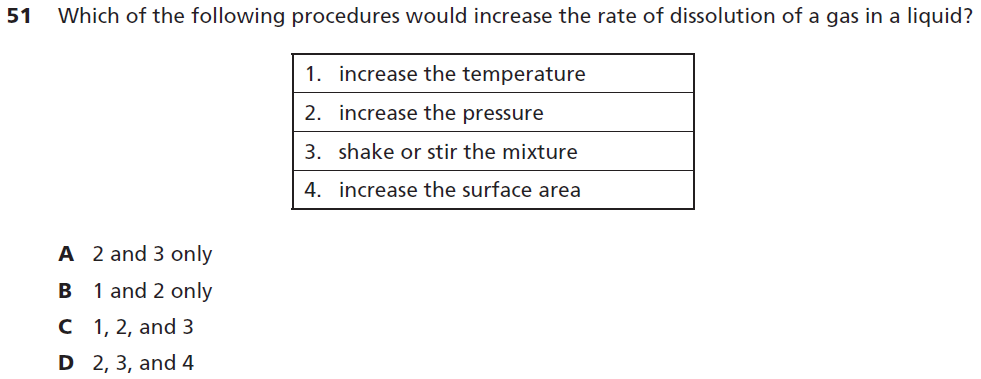 51 Which of the following procedures would increase the rate of dissolution of a gas in a liquid?
1. increase the temperature
2. increase the pressure
3. shake or stir the mixture
4. increase the surface area
A 2 and 3 only
B 1 and 2 only
C 1, 2, and 3
D 2, 3, and 4